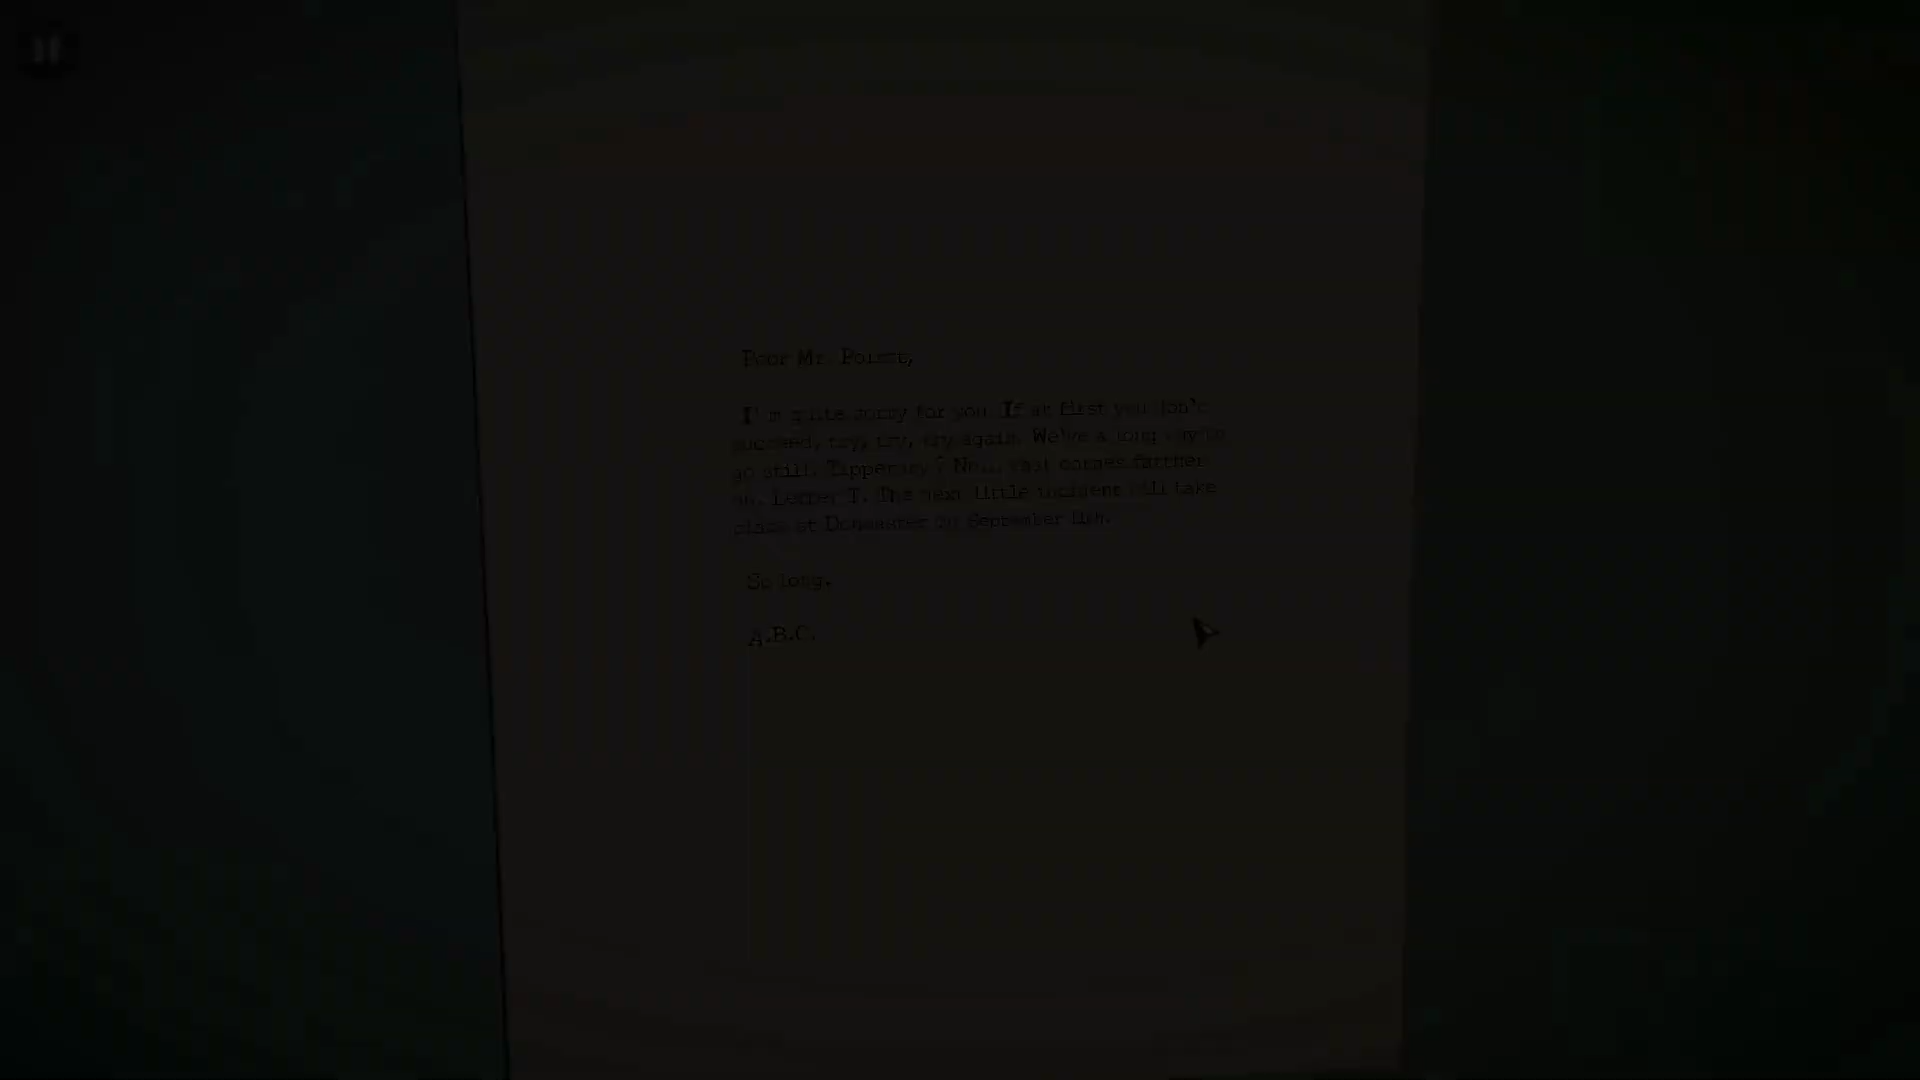 Poor Mr. Poirot,
I'm quite sorry for you. If at first you don't
succeed, try, try, try again. We've a long way to
go still. Tipperary? No... that comes farther
on. Letter T. The next little incident will take
place at Doncaster on September 11th.
So long.
A.B.C.